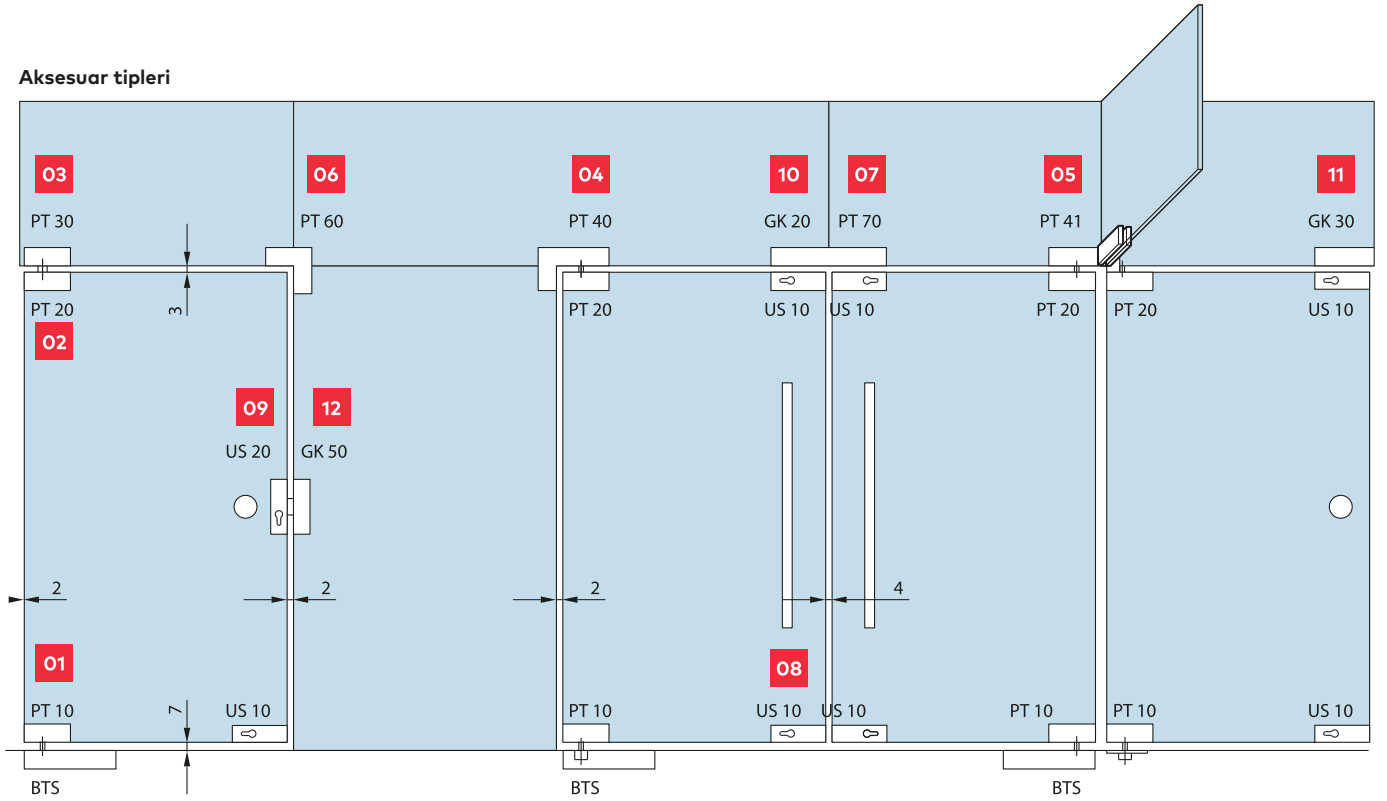 Aksesuar tipleri
03 06 04 10 07 05 11
PT 30 PT 60 PT 40 GK 20 PT 70 PT 41 GK 30
3
PT 20 PT 20 US 10 US 10 PT 20 PT 20 US 10
02
09 12
US 20 GK 50
2 2 2 4
01 08
PT 10 7 US 10 PT 10 US 10 US 10 PT 10 PT 10 US 10
BTS BTS BTS